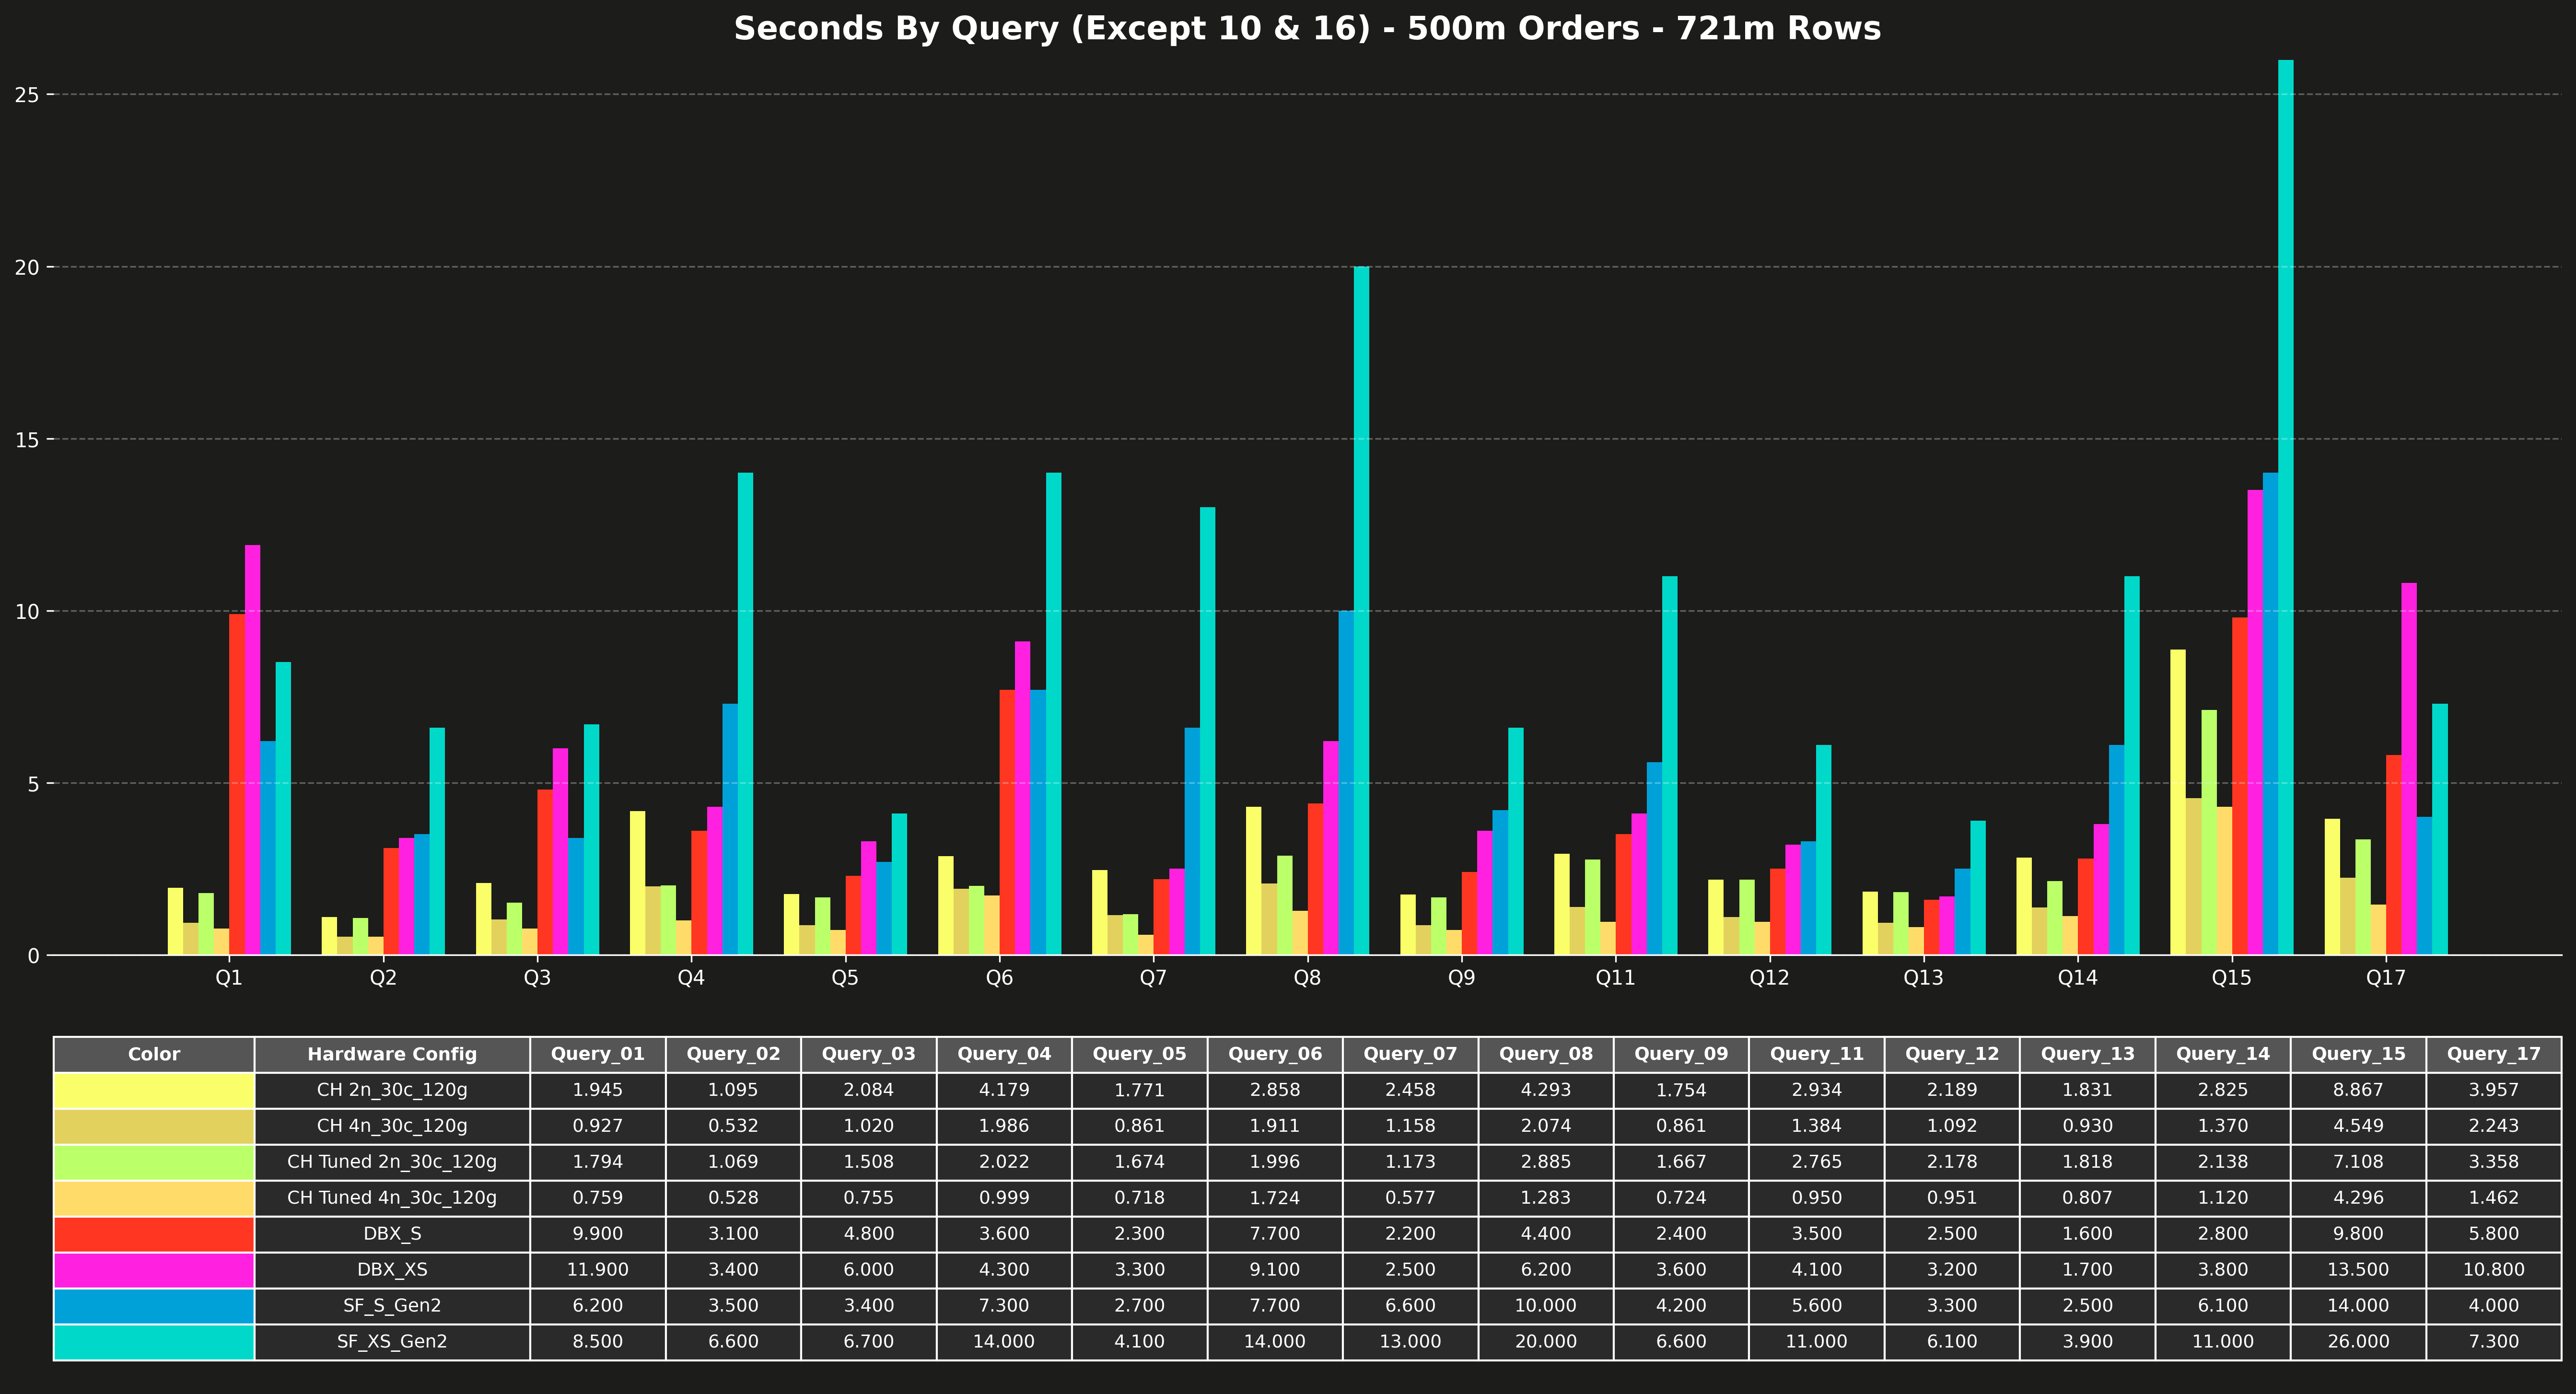 Seconds By Query (Except 10 & 16) - 500m Orders - 721m Rows
25
20
15
10
5
0
Q1 Q2 Q3 Q4 Q5 Q6 Q7 Q8 Q9 Q11 Q12 Q13 Q14 Q15 Q17
Color Hardware Config Query_01 Query_02 Query_03 Query_04 Query_05 Query_06 Query_07 Query_08 Query_09 Query_11 Query_12 Query_13 Query_14 Query_15 Query_17
CH 2n_30c_120g 1.945 1.095 2.084 4.179 1.771 2.858 2.458 4.293 1.754 2.934 2.189 1.831 2.825 8.867 3.957
CH 4n_30c_120g 0.927 0.532 1.020 1.986 0.861 1.911 1.158 2.074 0.861 1.384 1.092 0.930 1.370 4.549 2.243
CH Tuned 2n_30c_120g 1.794 1.069 1.508 2.022 1.674 1.996 1.173 2.885 1.667 2.765 2.178 1.818 2.138 7.108 3.358
CH Tuned 4n_30c_120g 0.759 0.528 0.755 0.999 0.718 1.724 0.577 1.283 0.724 0.950 0.951 0.807 1.120 4.296 1.462
DBX_S 9.900 3.100 4.800 3.600 2.300 7.700 2.200 4.400 2.400 3.500 2.500 1.600 2.800 9.800 5.800
DBX_XS 11.900 3.400 6.000 4.300 3.300 9.100 2.500 6.200 3.600 4.100 3.200 1.700 3.800 13.500 10.800
SF_S_Gen2 6.200 3.500 3.400 7.300 2.700 7.700 6.600 10.000 4.200 5.600 3.300 2.500 6.100 14.000 4.000
SF_XS_Gen2 8.500 6.600 6.700 14.000 4.100 14.000 13.000 20.000 6.600 11.000 6.100 3.900 11.000 26.000 7.300